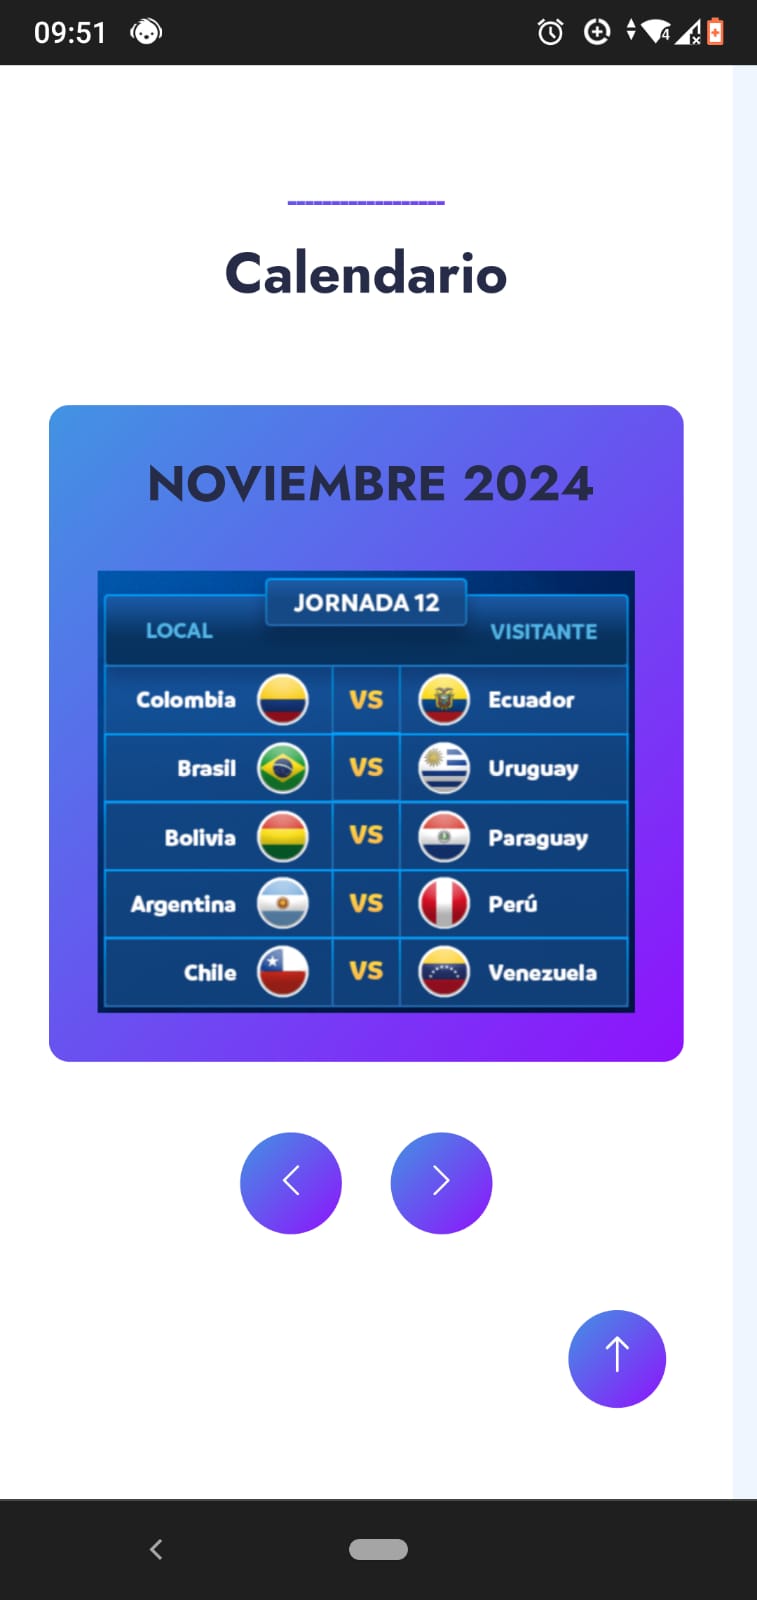 09:51
4
Calendario
NOVIEMBRE 2024
JORNADA 12
LOCAL VISITANTE
Colombia VS Ecuador
Brasil VS Uruguay
Bolivia VS Paraguay
Argentina VS Perú
Chile VS Venezuela